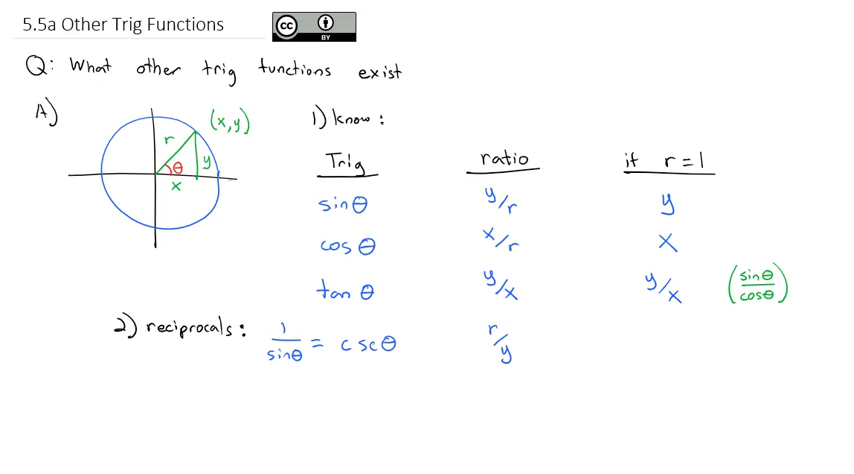 5.5a Other Trig Functions
cc BY
Q: What other trig functions exist
A)
(x,y)
r
θ
y
x
1) know:
Trig ratio if r=1
sinθ y/r y
cosθ x/r x
tanθ y/x y/x (sinθ/cosθ)
2) reciprocals: 1/sinθ = cscθ r/y